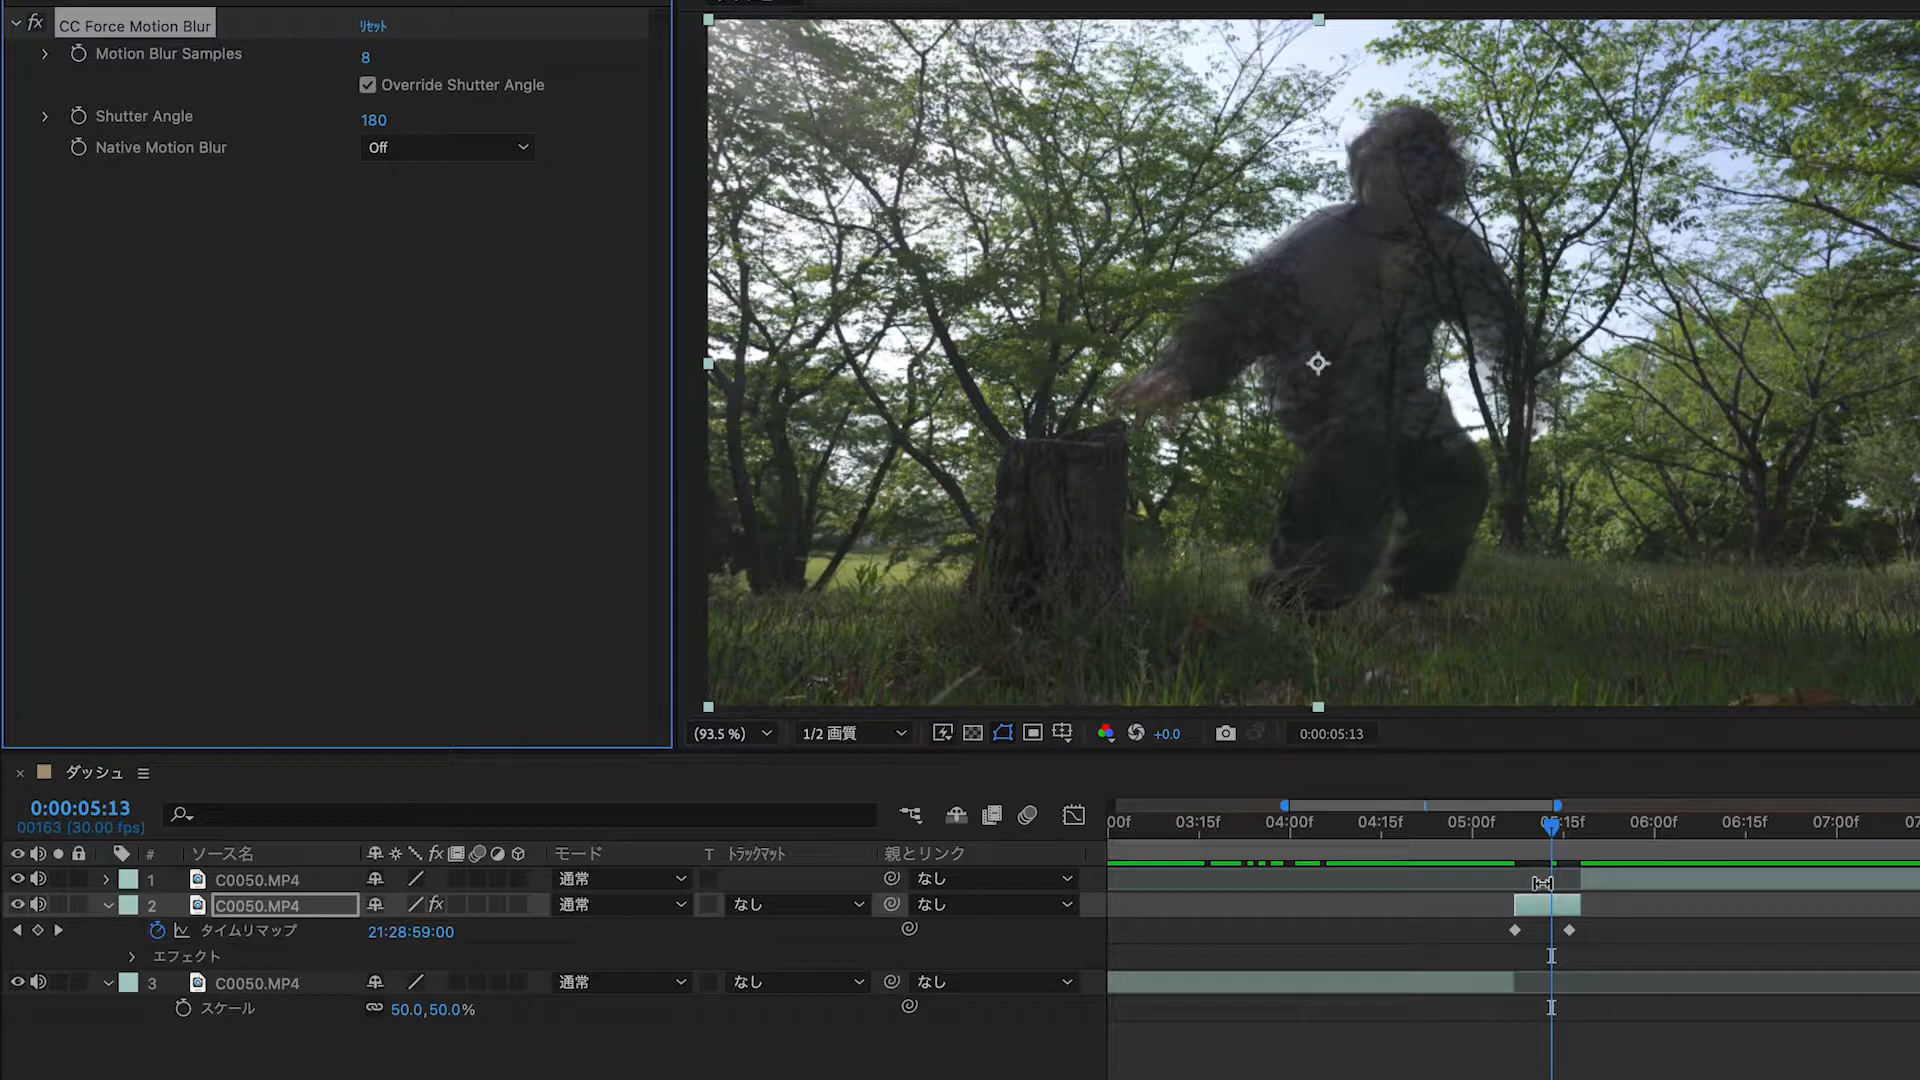 fx CC Force Motion Blur リセット
Motion Blur Samples 8
Override Shutter Angle
Shutter Angle 180
Native Motion Blur Off
(93.5 %) 1/2 画質 +0.0 0:00:05:13
× ダッシュ
0:00:05:13
00163 (30.00 fps)
00f 03:15f 04:00f 04:15f 05:00f 05:15f 06:00f 06:15f 07:00f 07
# ソース名 fx モード T トラックマット 親とリンク
1 C0050.MP4 通常 なし
2 C0050.MP4 fx 通常 なし なし
タイムリマップ 21:28:59:00
エフェクト
3 C0050.MP4 通常 なし なし
スケール 50.0,50.0%